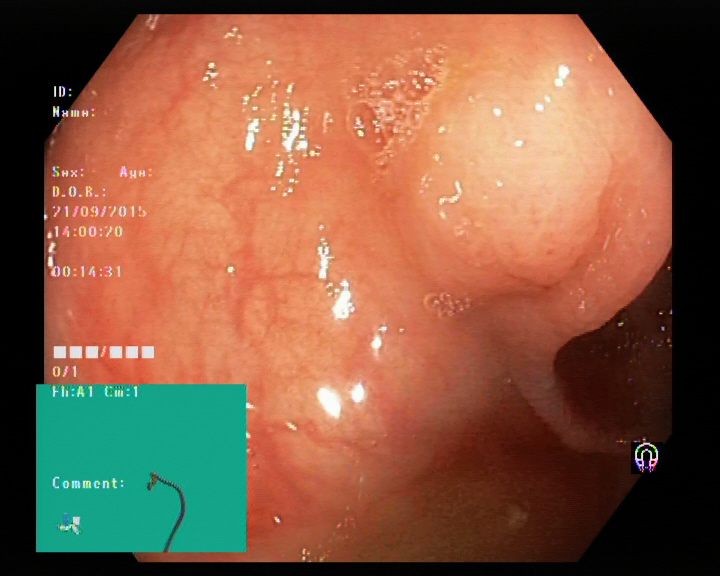 ID:
Name:
Sex: Age:
D.O.B.:
21/09/2015
14:00:20
00:14:31
■■■/■■■
0/1
Eh:A1 Cm:1
Comment: